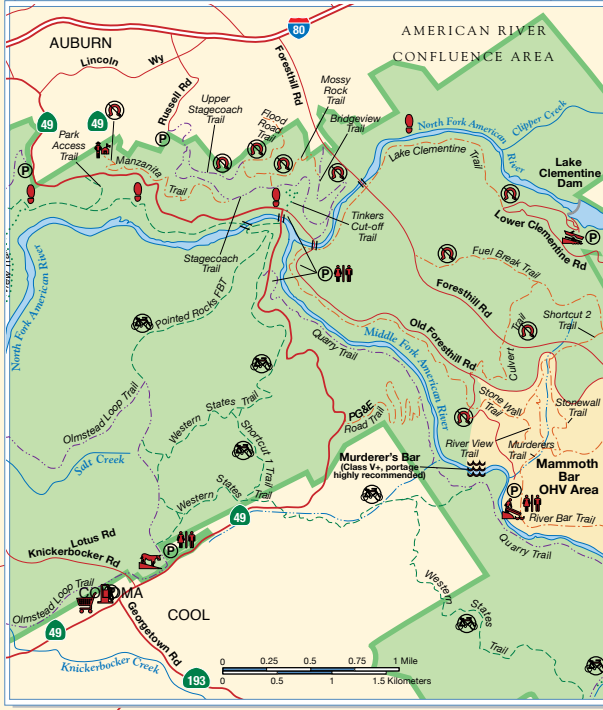 AMERICAN RIVER
CONFLUENCE AREA
80
AUBURN
Lincoln Wy
Russell Rd
Foresthill Rd
Mossy
Rock
Trail
Upper
Stagecoach
Trail
Flood
Road
Trail
Bridgeview
Trail
49
49
Park
Access
Trail
P
P
Manzanita
Trail
North Fork American
River
Clipper Creek
Lake Clementine
Trail
Lake
Clementine
Dam
P
Lower Clementine Rd
Tinkers
Cut-off
Trail
Stagecoach
Trail
P
Fuel Break Trail
Foresthill Rd
Shortcut 2
Trail
North Fork American River
Pointed Rocks FBT
Quarry Trail
Middle Fork American River
Old Foresthill Rd
Culvert
Trail
Olmstead Loop Trail
Western States Trail
PG&E
Road Trail
Stone Wall
Trail
Stonewall
Trail
River View
Trail
Murderers
Trail
Salt Creek
Shortcut 1
Trail
Murderer's Bar
(Class V+, portage
highly recommended)
Mammoth
Bar
OHV Area
P
River Bar Trail
Quarry Trail
Western
States
Trail
49
Lotus Rd
Knickerbocker Rd
P
Olmstead Loop Trail
COLOMA
COOL
Georgetown Rd
49
Knickerbocker Creek
193
Western
States
Trail
0 0.25 0.5 0.75 1 Mile
0 0.5 1 1.5 Kilometers